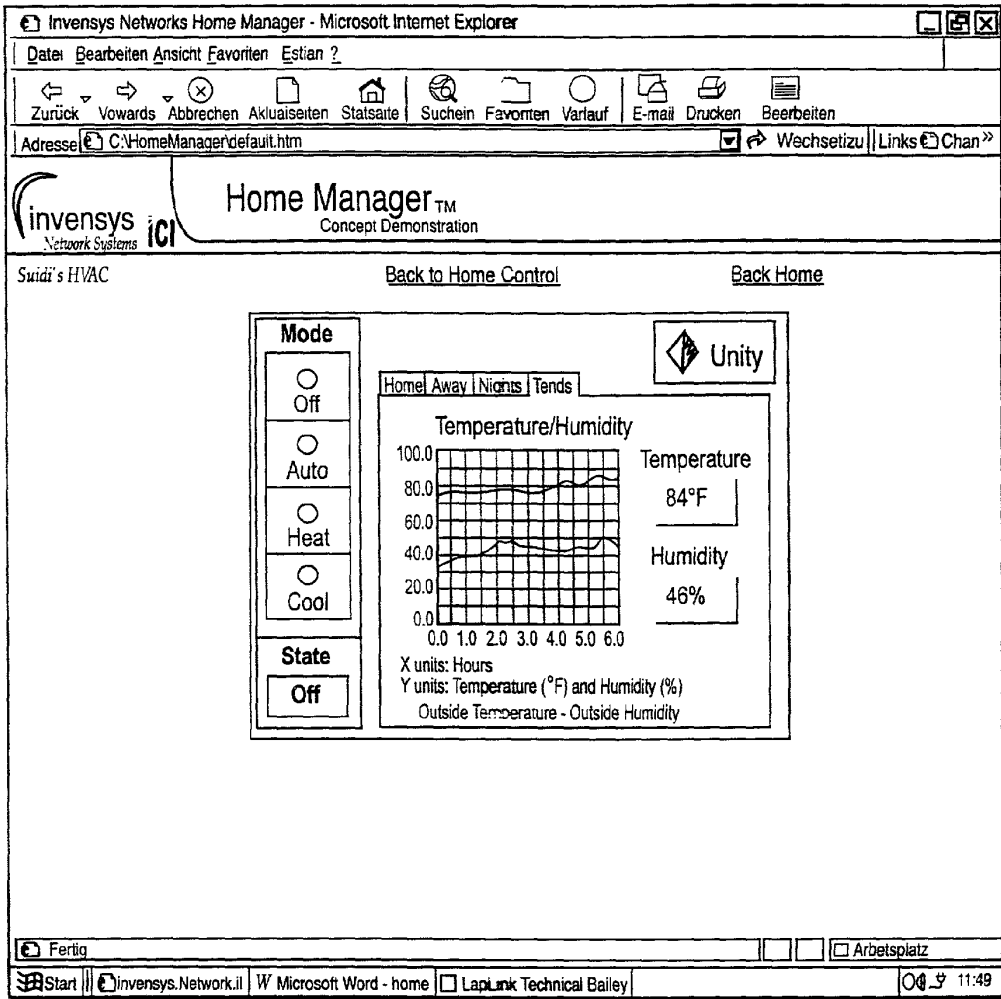 Invensys Networks Home Manager - Microsoft Internet Explorer
Datei Bearbeiten Ansicht Favoriten Estian ?
Zurück Vowards Abbrechen Akluaiseiten Statsaite Suchein Favoriten Varlauf E-mail Drucken Beerbeiten
Adresse C:\HomeManager\default.htm Wechsetizu Links Chan »
invensys Network Systems iCi
Home Manager TM
Concept Demonstration
Suidi's HVAC Back to Home Control Back Home
Mode
Off
Auto
Heat
Cool
State
Off
Unity
Home Away Nights Tends
Temperature/Humidity
100.0
80.0
60.0
40.0
20.0
0.0
0.0 1.0 2.0 3.0 4.0 5.0 6.0
Temperature
84°F
Humidity
46%
X units: Hours
Y units: Temperature (°F) and Humidity (%)
Outside Temperature - Outside Humidity
Fertig Arbetsplatz
Start invensys.Network.il W Microsoft Word - home LapLink Technical Bailey 11:49